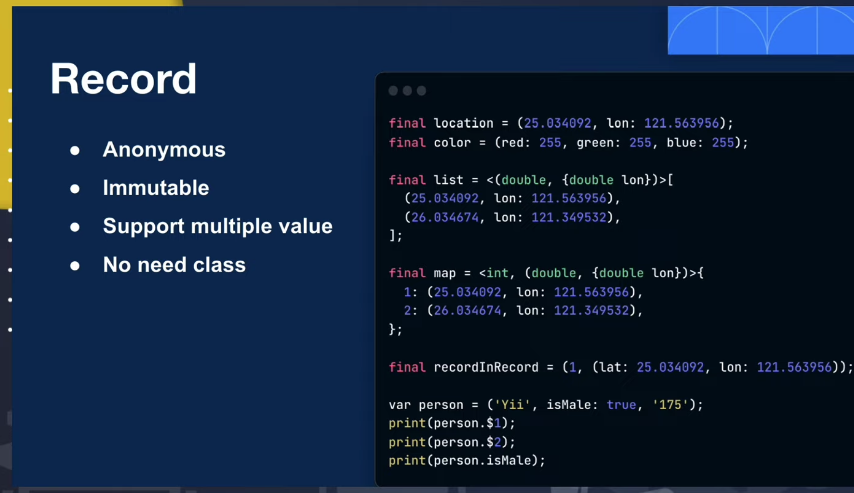 Record
● Anonymous
● Immutable
● Support multiple value
● No need class
final location = (25.034092, lon: 121.563956);
final color = (red: 255, green: 255, blue: 255);
final list = <(double, {double lon})>[
(25.034092, lon: 121.563956),
(26.034674, lon: 121.349532),
];
final map = <int, (double, {double lon})>{
1: (25.034092, lon: 121.563956),
2: (26.034674, lon: 121.349532),
};
final recordInRecord = (1, (lat: 25.034092, lon: 121.563956));
var person = ('Yii', isMale: true, '175');
print(person.$1);
print(person.$2);
print(person.isMale);